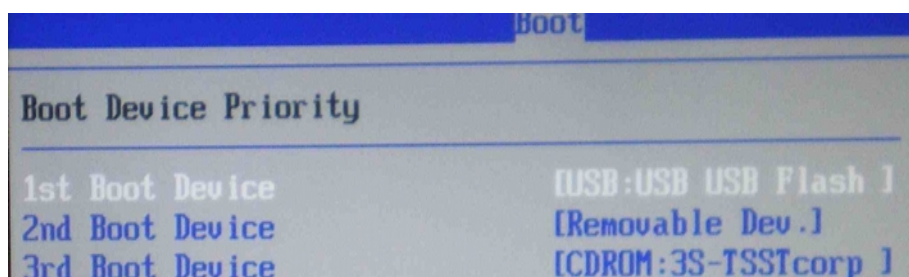 Boot
Boot Device Priority
1st Boot Device [USB:USB USB Flash ]
2nd Boot Device [Removable Dev.]
3rd Boot Device [CDROM:3S-TSSTcorp ]